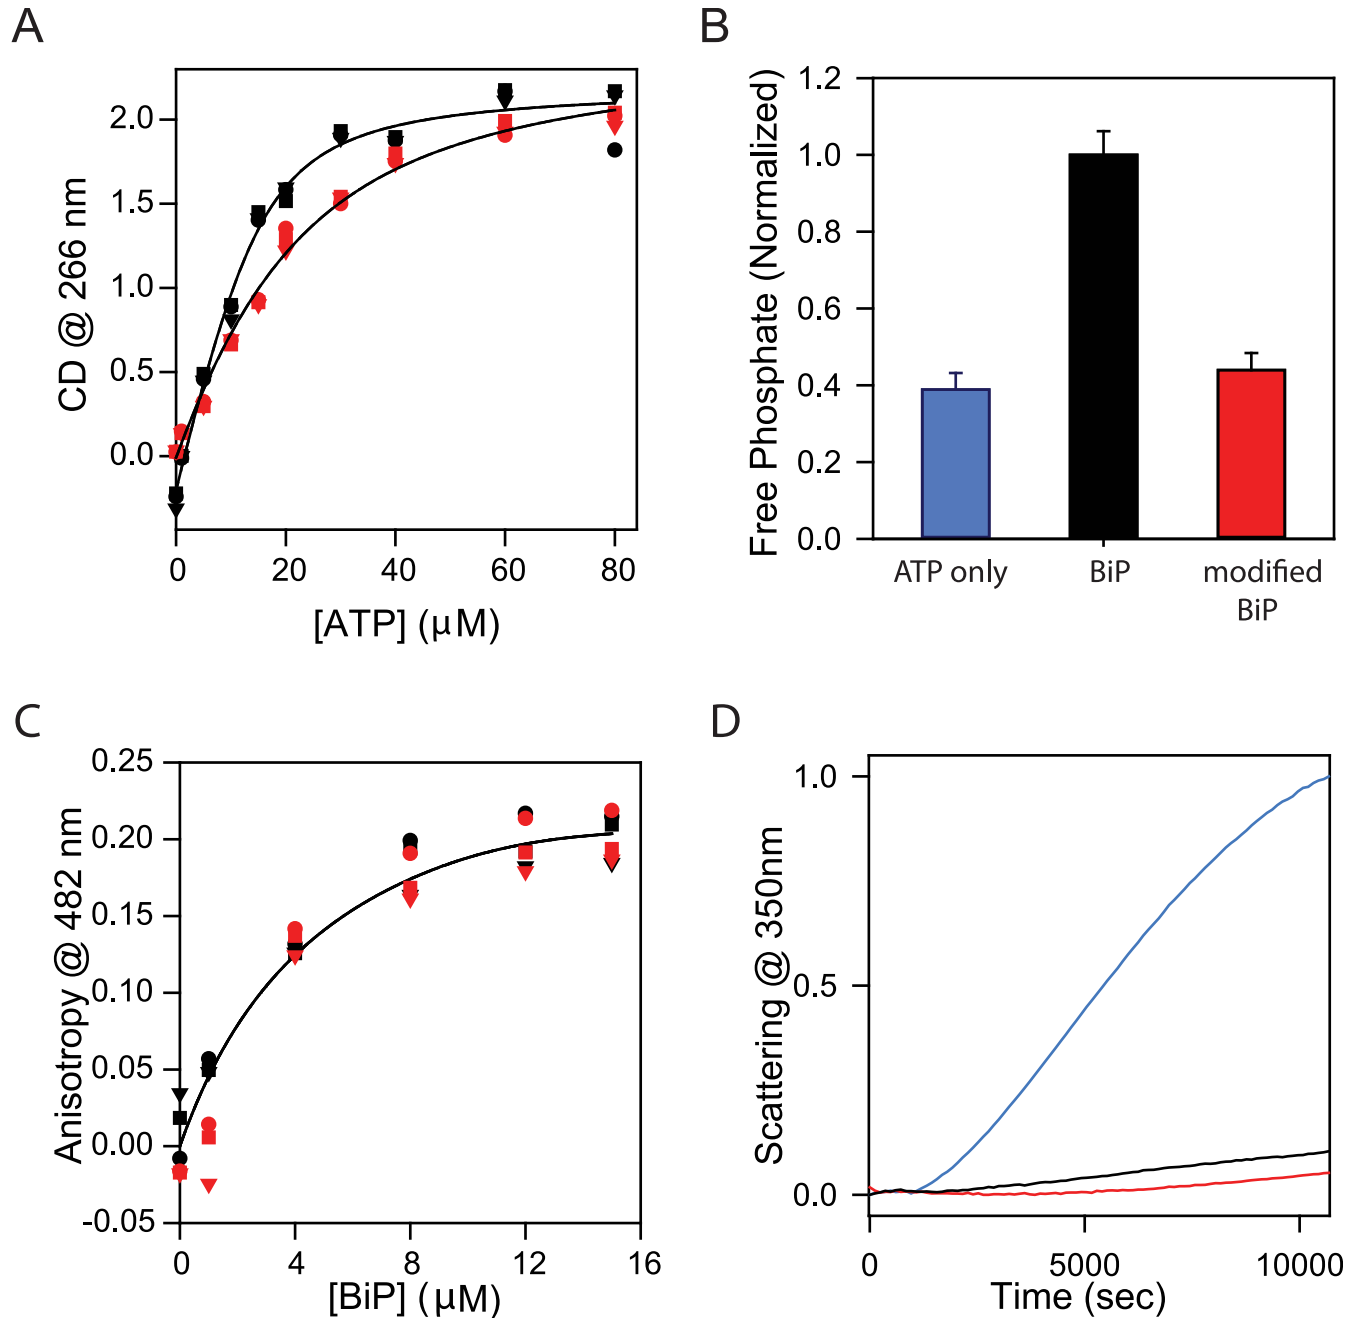 A
CD @ 266 nm
2.0
1.5
1.0
0.5
0.0
0 20 40 60 80
[ATP] (μM)
B
Free Phosphate (Normalized)
1.2
1.0
0.8
0.6
0.4
0.2
0.0
ATP only BiP modified
BiP
C
Anisotropy @ 482 nm
0.25
0.20
0.15
0.10
0.05
0.00
-0.05
0 4 8 12 16
[BiP] (μM)
D
Scattering @ 350nm
1.0
0.5
0.0
0 5000 10000
Time (sec)